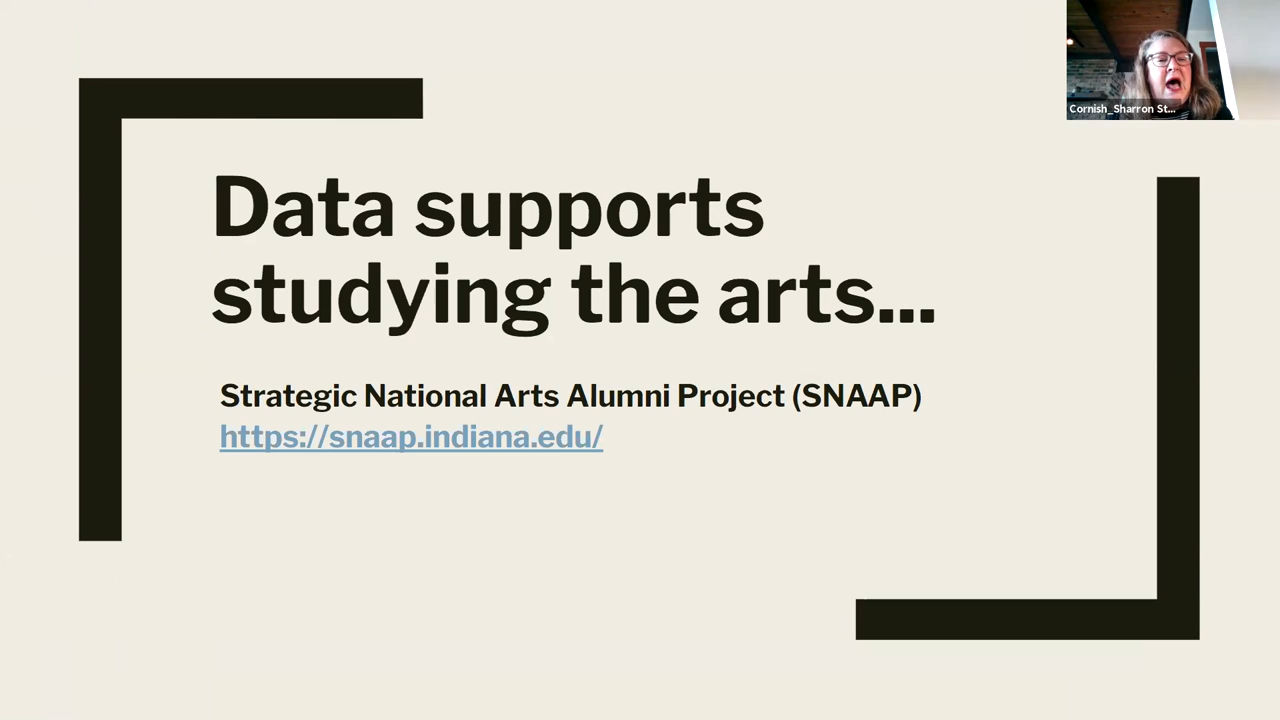 Cornish_Sharron St...
Data supports
studying the arts...
Strategic National Arts Alumni Project (SNAAP)
https://snaap.indiana.edu/